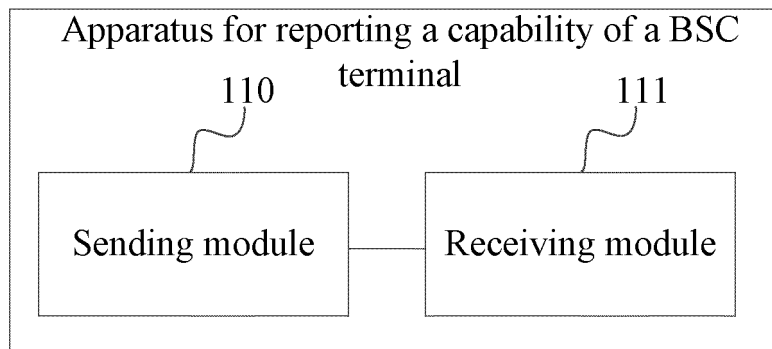 Apparatus for reporting a capability of a BSC
terminal
110
111
Sending module
Receiving module